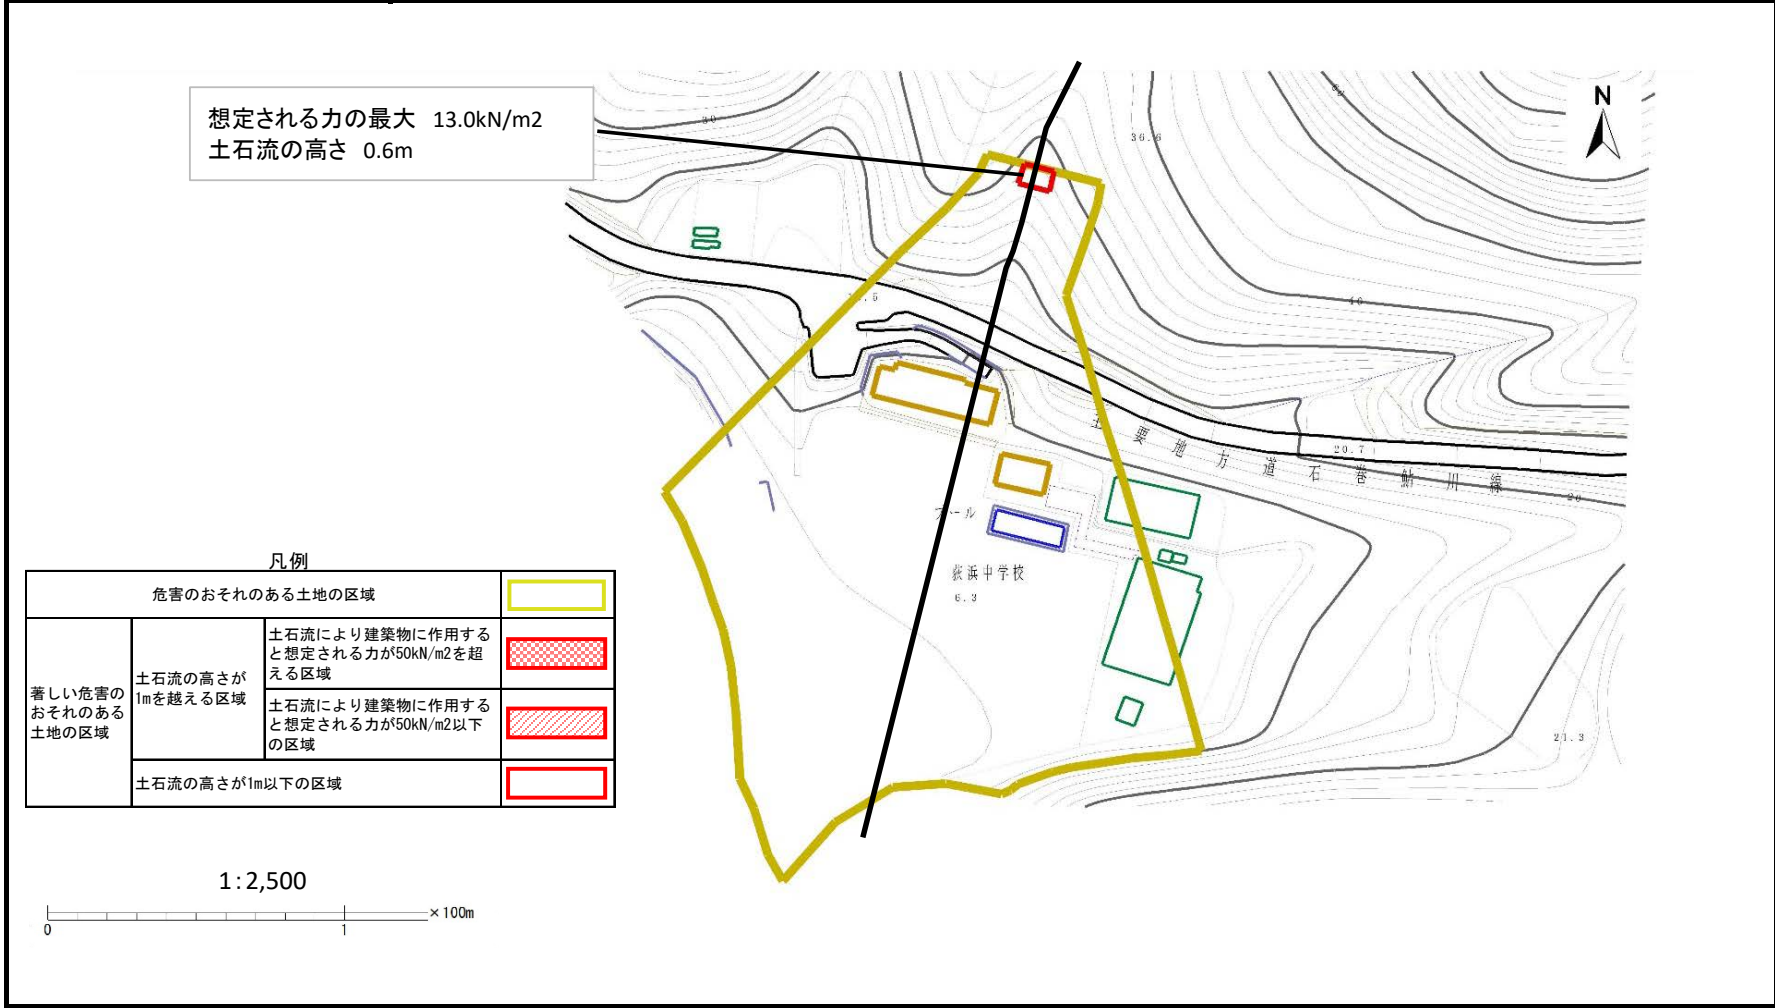 想定される力の最大 13.0kN/m2
土石流の高さ 0.6m
N
30
36.6
40
主要地方道石巻鮎川線
20.7
20
プール
荻浜中学校
6.3
21.3
凡例
危害のおそれのある土地の区域
著しい危害の
おそれのある
土地の区域
土石流の高さが
1mを越える区域
土石流により建築物に作用する
と想定される力が50kN/m2を超
える区域
土石流により建築物に作用する
と想定される力が50kN/m2以下
の区域
土石流の高さが1m以下の区域
1:2,500
0
1
×100m